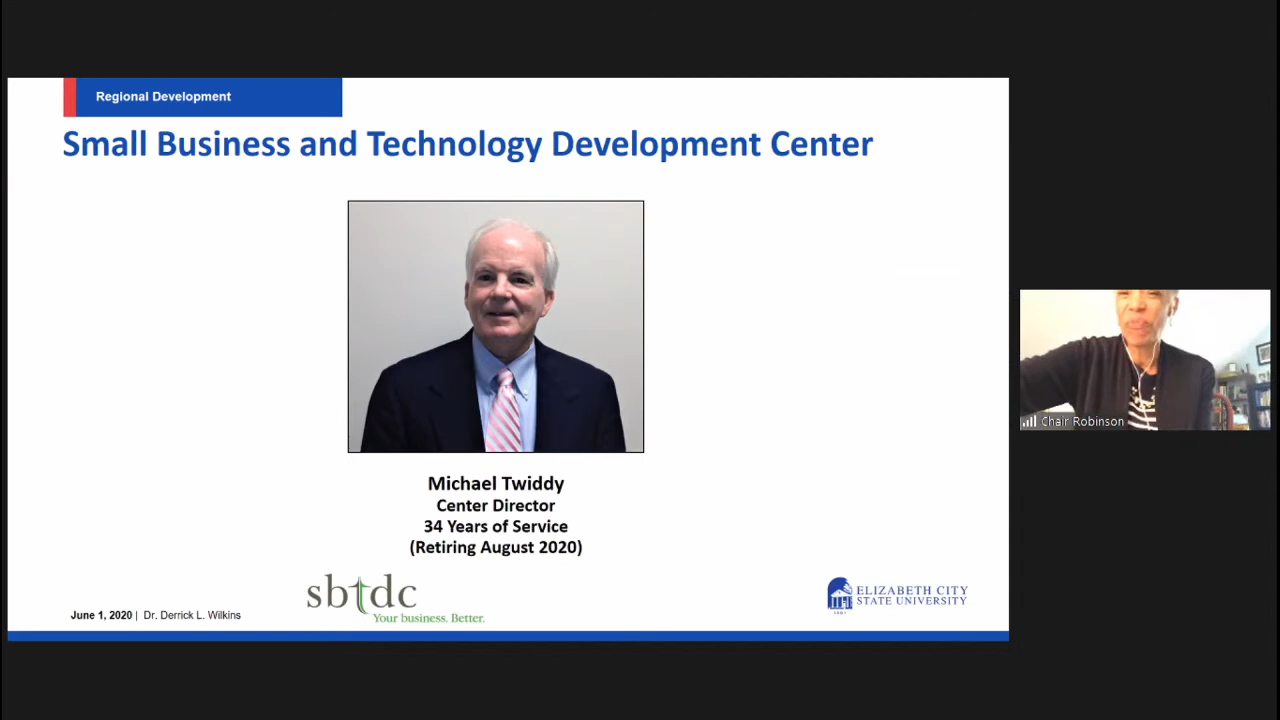 Regional Development
Small Business and Technology Development Center
Michael Twiddy
Center Director
34 Years of Service
(Retiring August 2020)
sbtdc
Your business. Better.
June 1, 2020 | Dr. Derrick L. Wilkins
ELIZABETH CITY
STATE UNIVERSITY
Chair Robinson